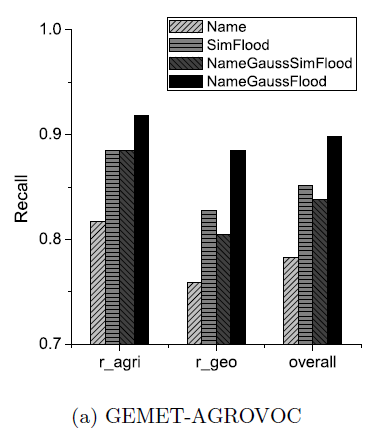 Name
SimFlood
NameGaussSimFlood
NameGaussFlood
1.0
0.9
0.8
0.7
Recall
r_agri r_geo overall
(a) GEMET-AGROVOC